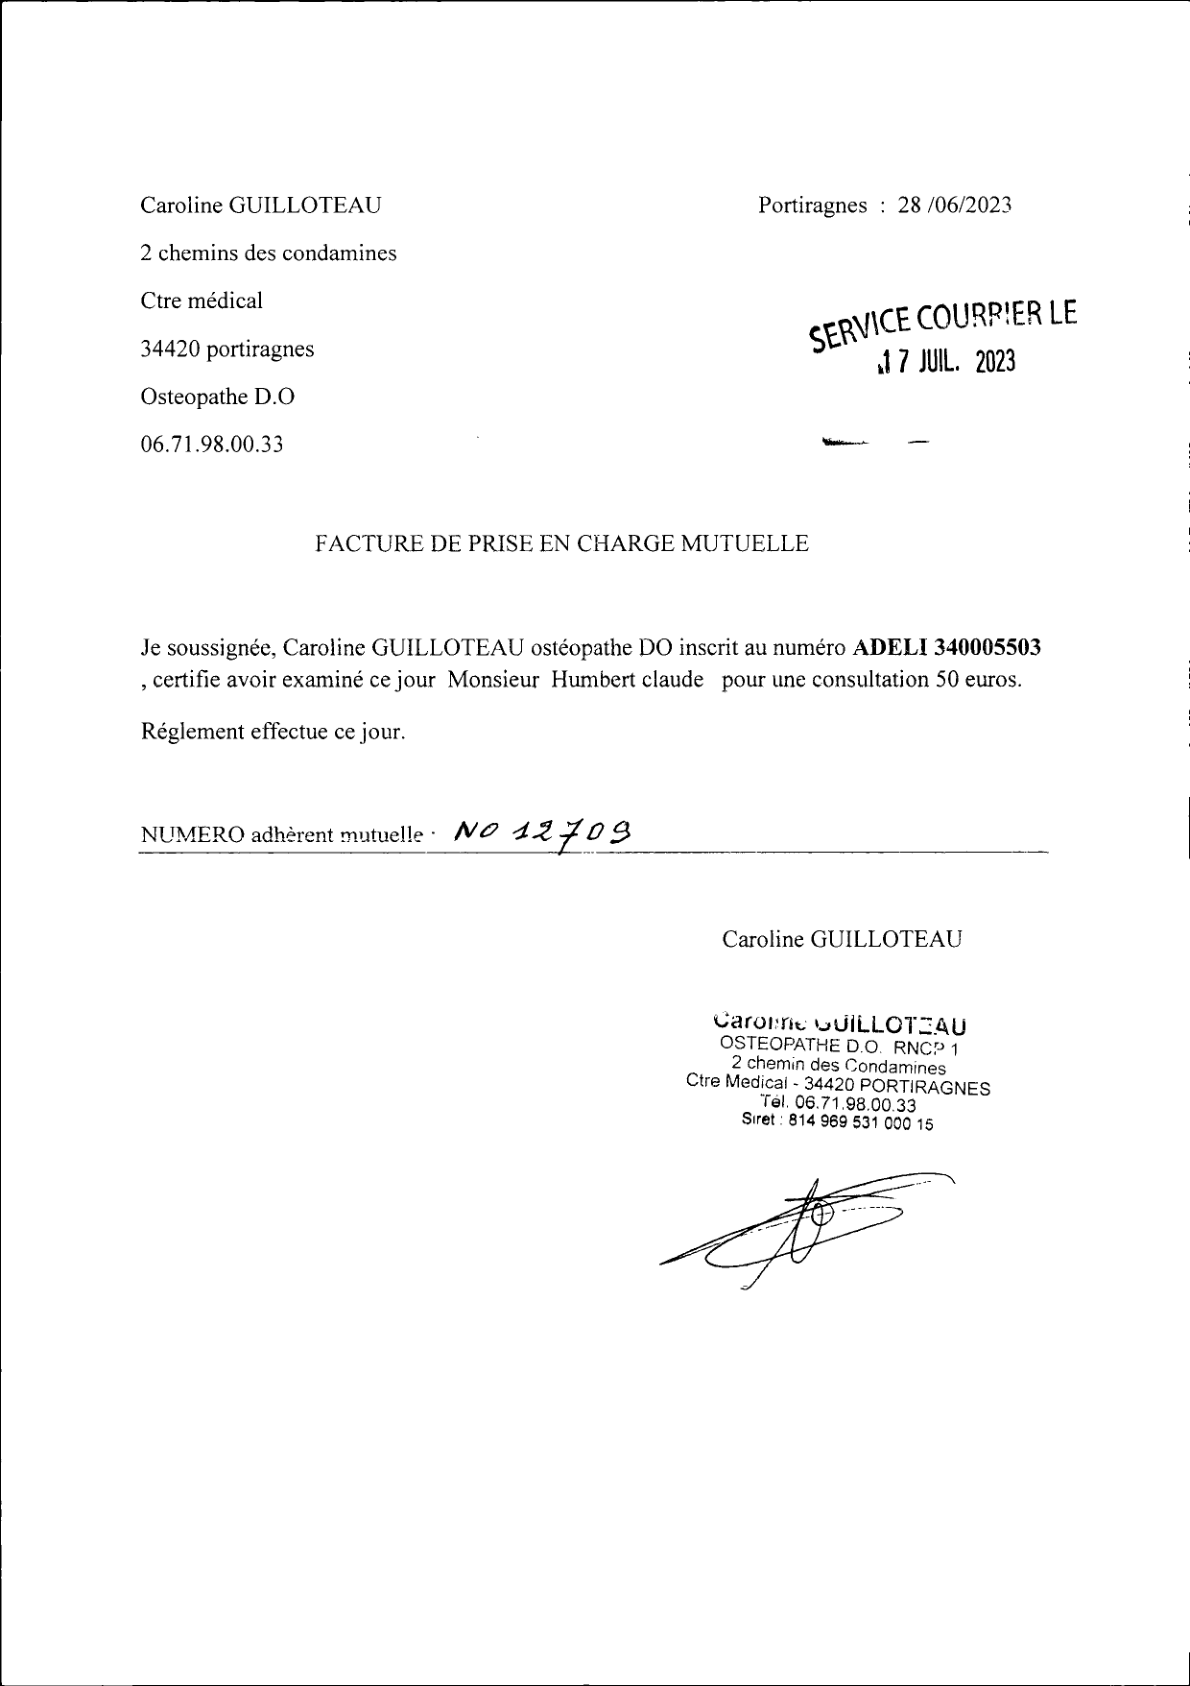 Caroline GUILLOTEAU
Portiragnes : 28 /06/2023
2 chemins des condamines
Ctre médical
SERVICE COURRIER LE
17 JUIL. 2023
34420 portiragnes
Osteopathe D.O
06.71.98.00.33
FACTURE DE PRISE EN CHARGE MUTUELLE
Je soussignée, Caroline GUILLOTEAU ostéopathe DO inscrit au numéro ADELI 340005503
, certifie avoir examiné ce jour Monsieur Humbert claude pour une consultation 50 euros.
Réglement effectue ce jour.
NUMERO adhèrent mutuelle : NO 12709
Caroline GUILLOTEAU
Caroline GUILLOTEAU
OSTEOPATHE D.O. RNCP 1
2 chemin des Condamines
Ctre Medical - 34420 PORTIRAGNES
Tél. 06.71.98.00.33
Siret : 814 969 531 000 15